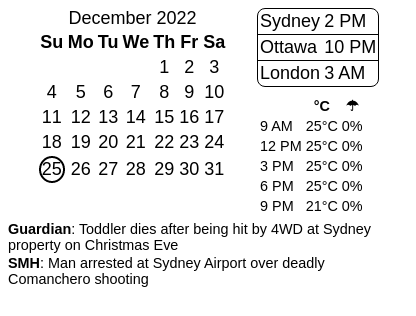 December 2022
Su Mo Tu We Th Fr Sa
1 2 3
4 5 6 7 8 9 10
11 12 13 14 15 16 17
18 19 20 21 22 23 24
25 26 27 28 29 30 31
Sydney 2 PM
Ottawa 10 PM
London 3 AM
°C ☂
9 AM 25°C 0%
12 PM 25°C 0%
3 PM 25°C 0%
6 PM 25°C 0%
9 PM 21°C 0%
Guardian: Toddler dies after being hit by 4WD at Sydney
property on Christmas Eve
SMH: Man arrested at Sydney Airport over deadly
Comanchero shooting